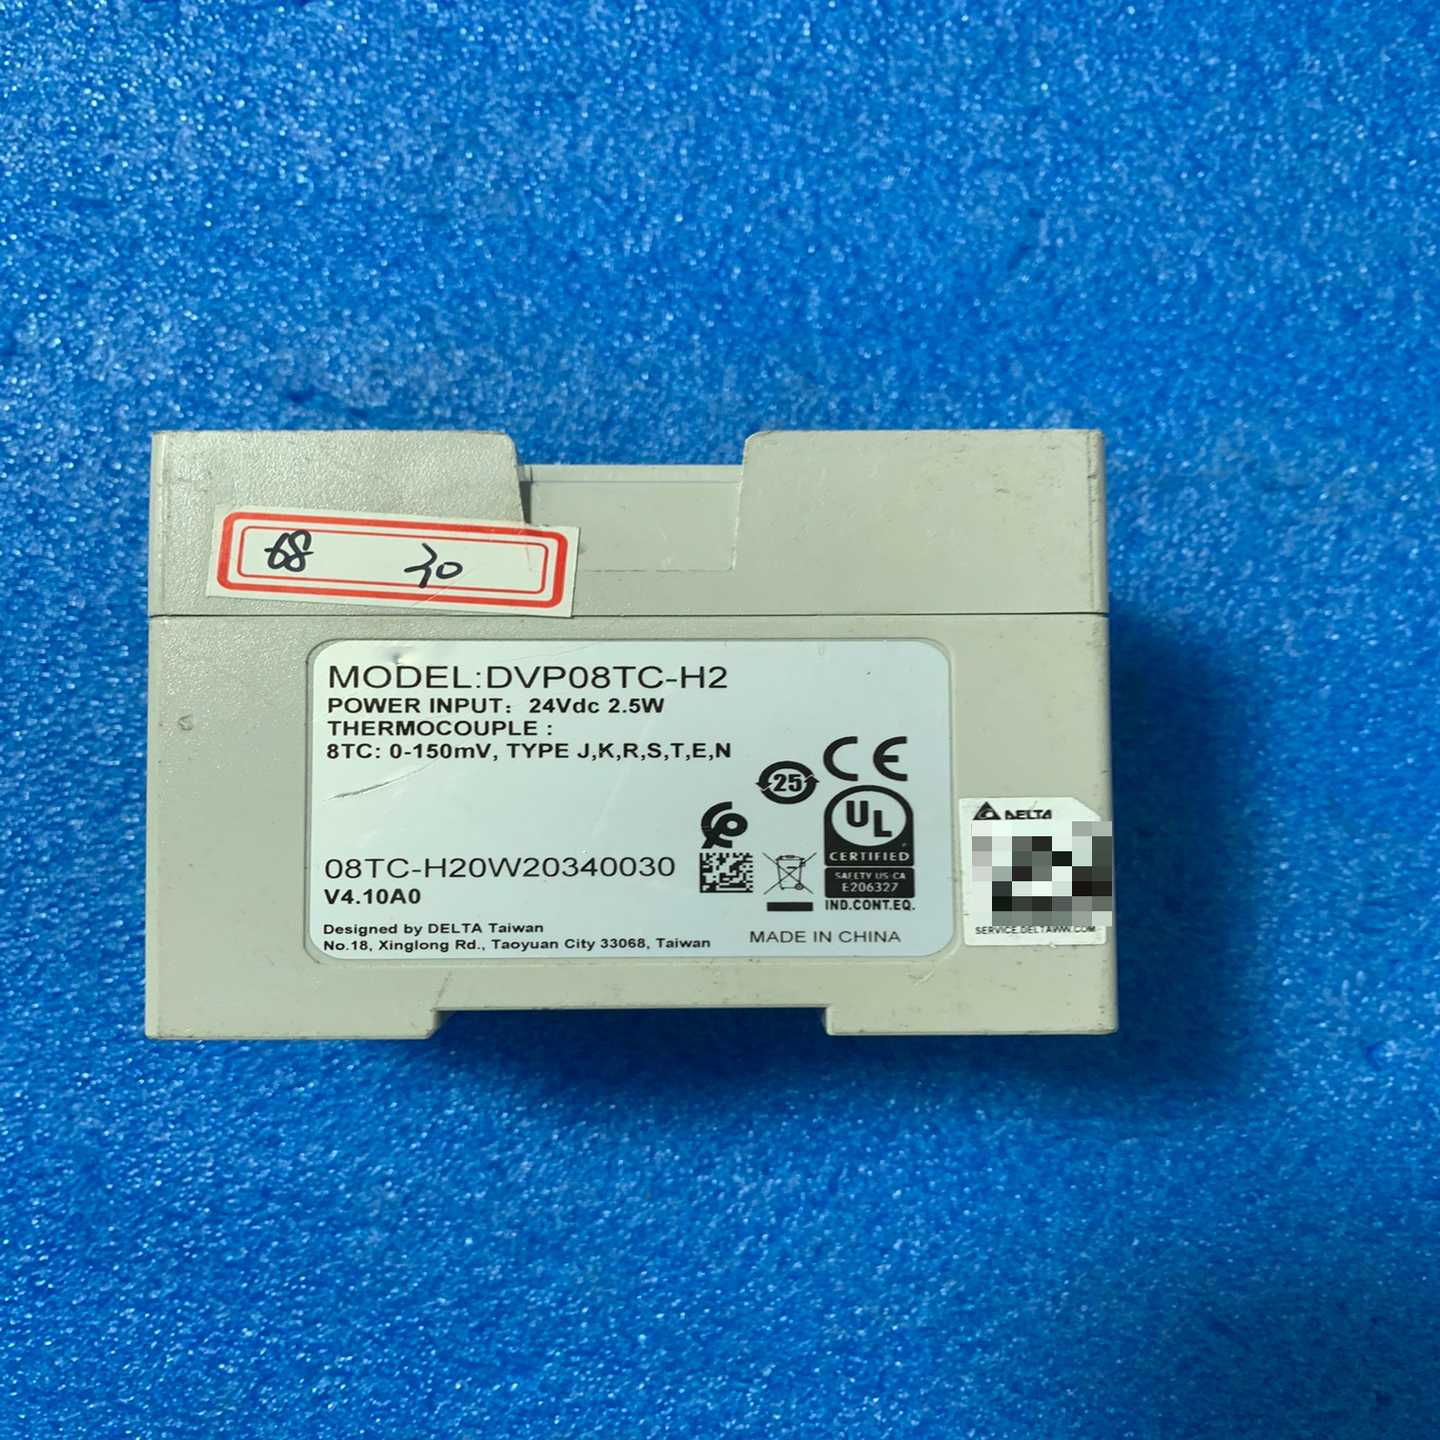 68 30
MODEL:DVP08TC-H2
POWER INPUT: 24Vdc 2.5W
THERMOCOUPLE :
8TC: 0-150mV, TYPE J,K,R,S,T,E,N
25
CE
UL
CERTIFIED
SAFETY US-CA
E206327
IND.CONT.EQ.
08TC-H20W20340030
V4.10A0
Designed by DELTA Taiwan
No.18, Xinglong Rd., Taoyuan City 33068, Taiwan
MADE IN CHINA
DELTA
SERVICE.DELTAWW.COM